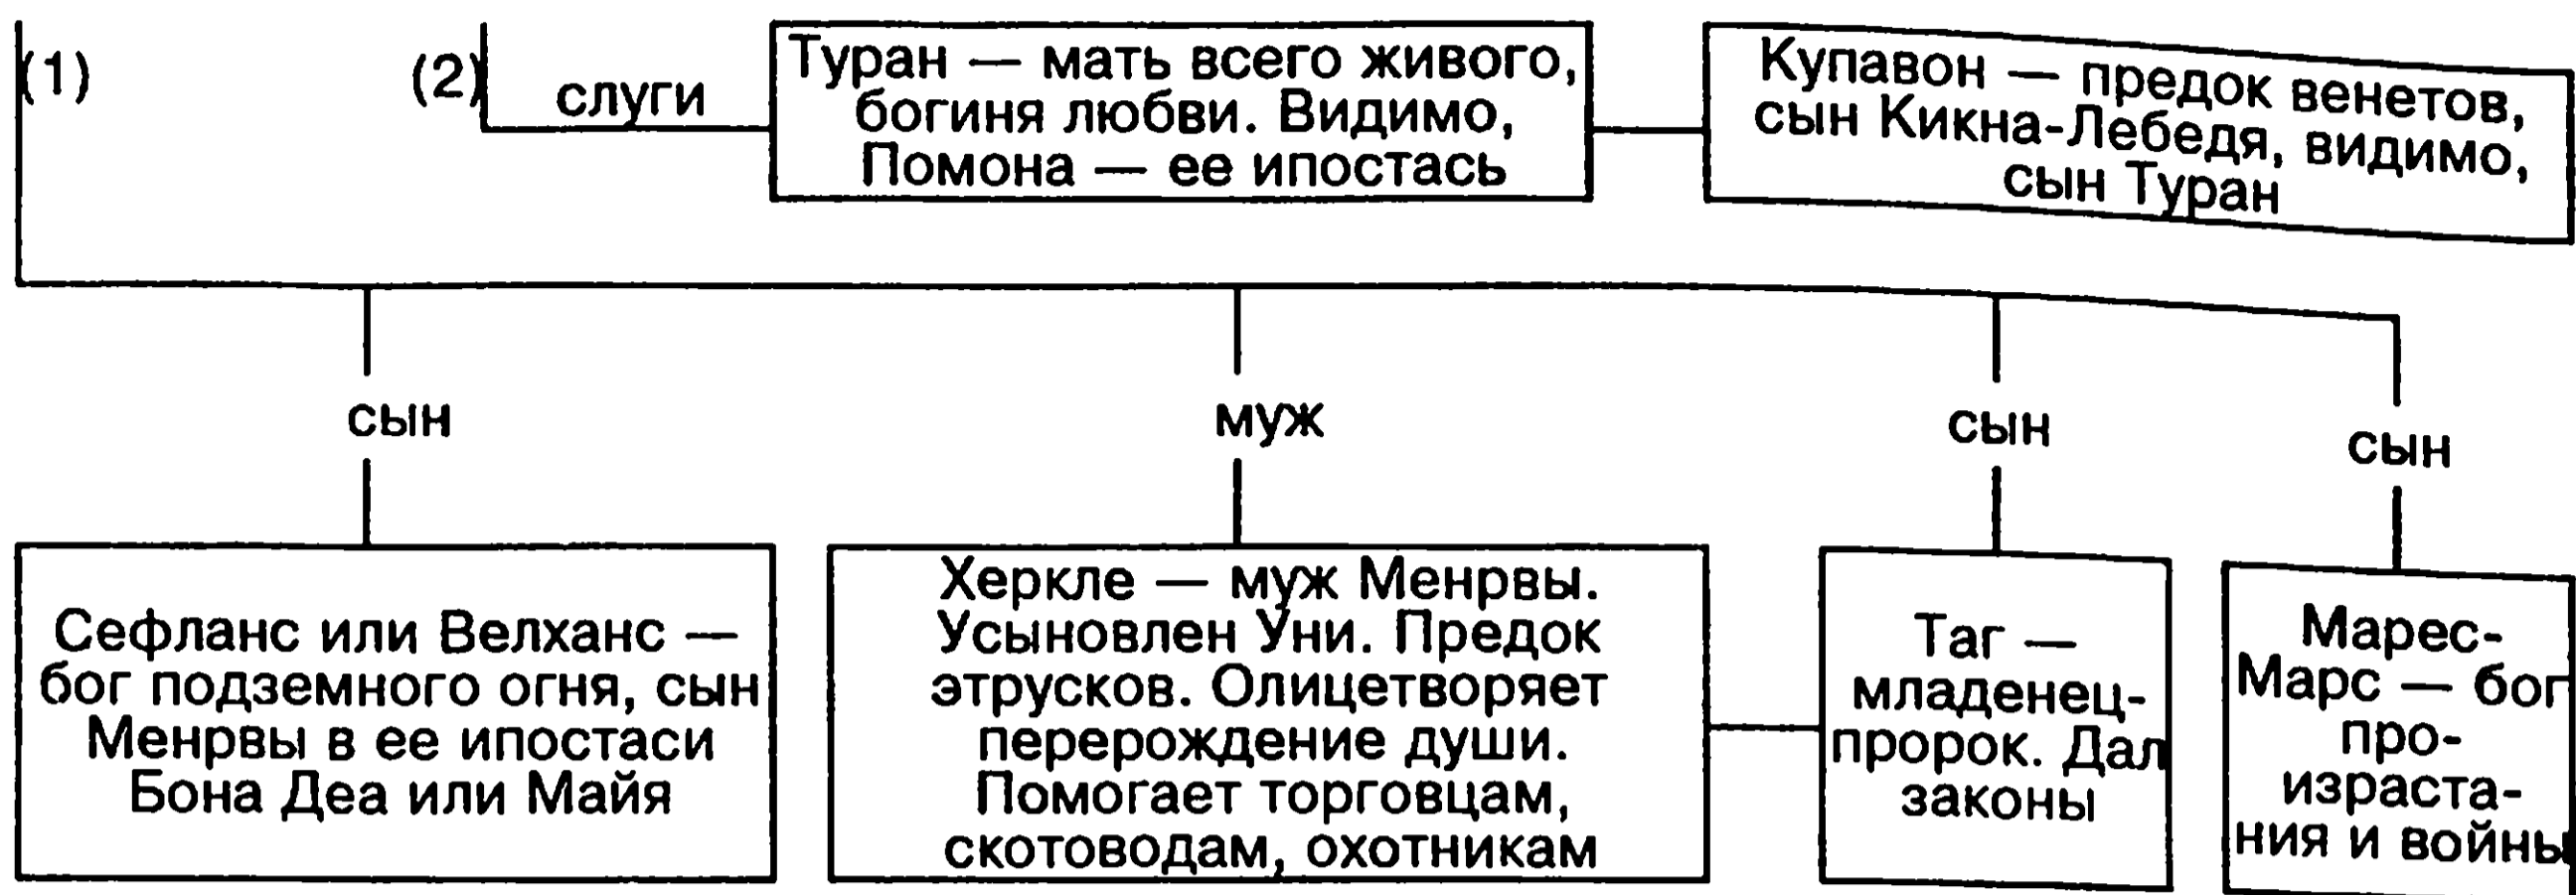 (1)
(2)
слуги
Туран — мать всего живого,
богиня любви. Видимо,
Помона — ее ипостась
Купавон — предок венетов,
сын Кикна-Лебедя, видимо,
сын Туран
сын
муж
сын
сын
Сефланс или Велханс —
бог подземного огня, сын
Менрвы в ее ипостаси
Бона Деа или Майя
Херкле — муж Менрвы.
Усыновлен Уни. Предок
этрусков. Олицетворяет
перерождение души.
Помогает торговцам,
скотоводам, охотникам
Таг —
младенец-
пророк. Дал
законы
Марес-
Марс — бог
про-
израста-
ния и войны